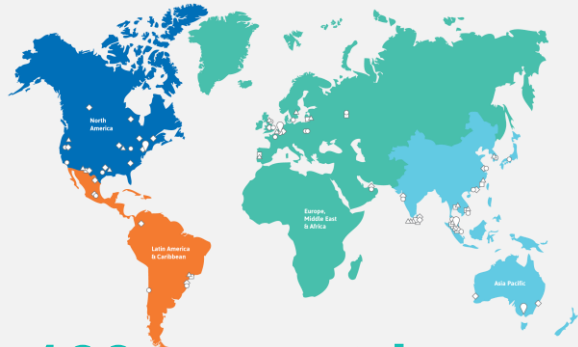 North
America
Europe,
Middle East
& Africa
Latin America
& Caribbean
Asia Pacific